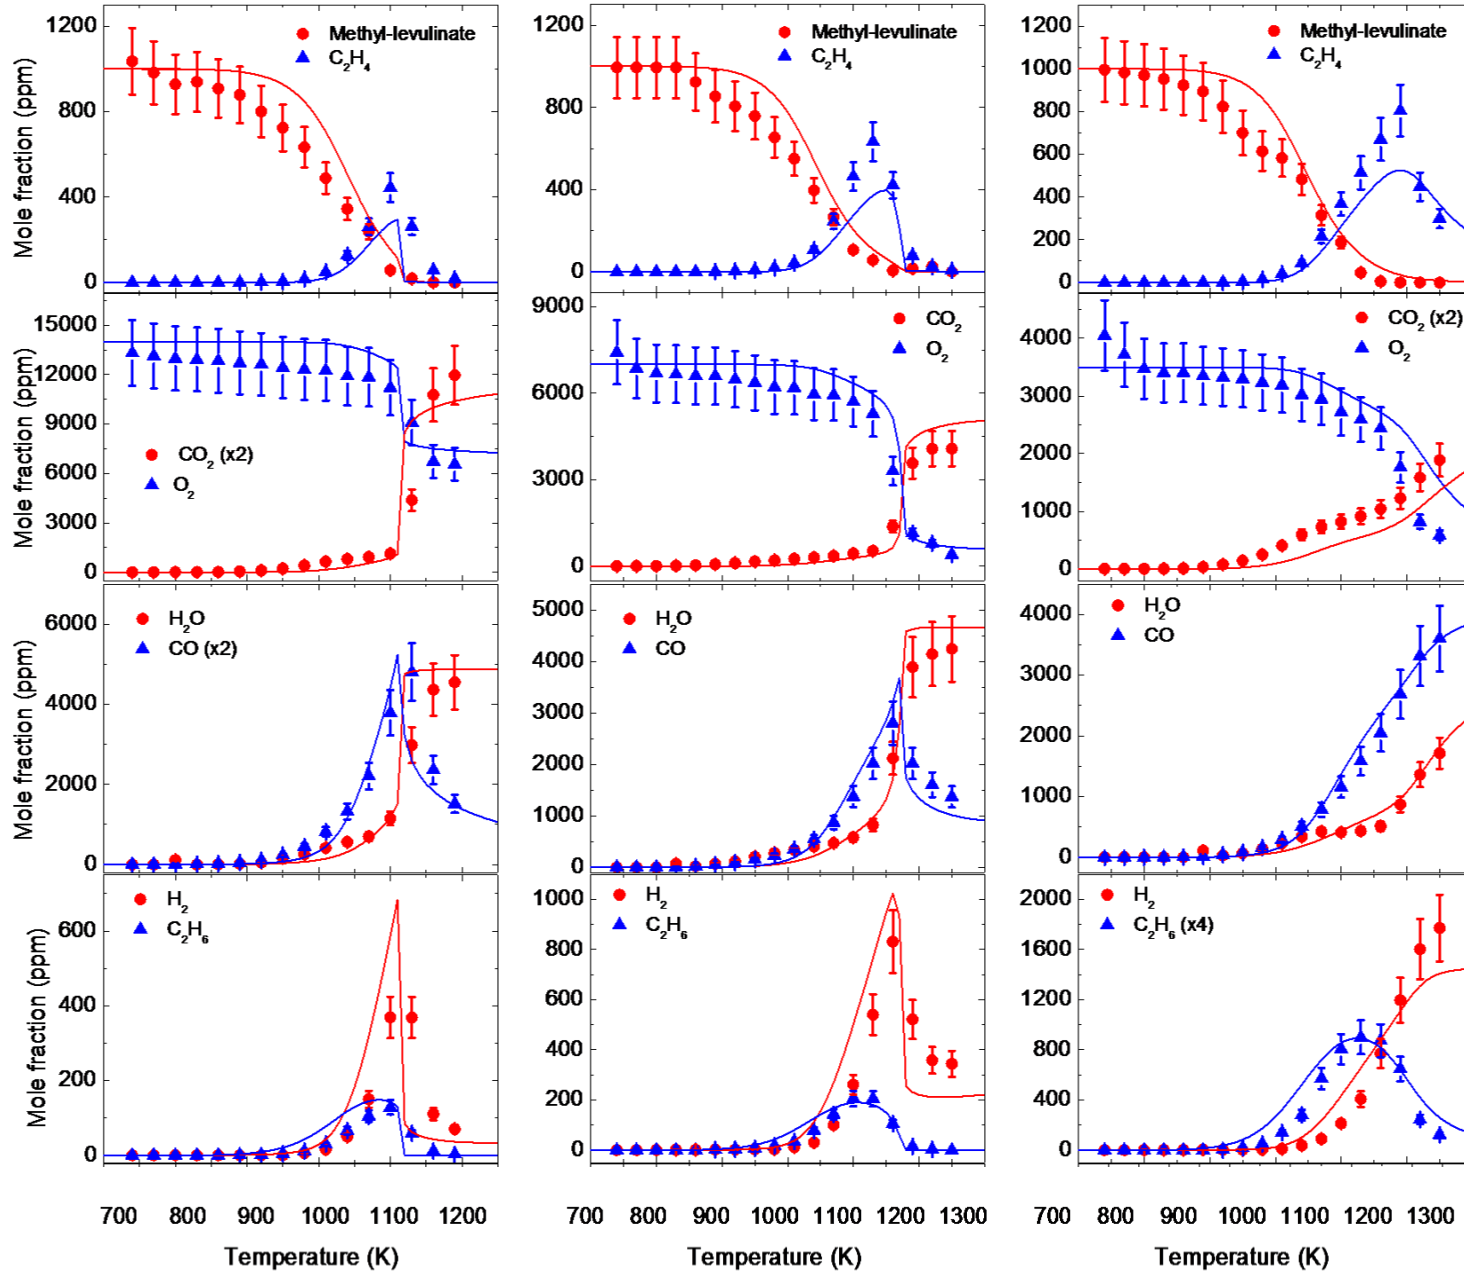 1200
800
400
0
Mole fraction (ppm)
Methyl-levulinate
C₂H₄
1200
800
400
0
Methyl-levulinate
C₂H₄
1200
1000
800
600
400
200
0
Methyl-levulinate
C₂H₄
15000
12000
9000
6000
3000
0
Mole fraction (ppm)
CO₂ (x2)
O₂
9000
6000
3000
0
CO₂
O₂
4000
3000
2000
1000
0
CO₂ (x2)
O₂
6000
4000
2000
0
Mole fraction (ppm)
H₂O
CO (x2)
5000
4000
3000
2000
1000
0
H₂O
CO
4000
3000
2000
1000
0
H₂O
CO
600
400
200
0
Mole fraction (ppm)
H₂
C₂H₆
1000
800
600
400
200
0
H₂
C₂H₆
2000
1600
1200
800
400
0
H₂
C₂H₆ (x4)
700 800 900 1000 1100 1200
Temperature (K)
700 800 900 1000 1100 1200 1300
Temperature (K)
700 800 900 1000 1100 1200 1300
Temperature (K)